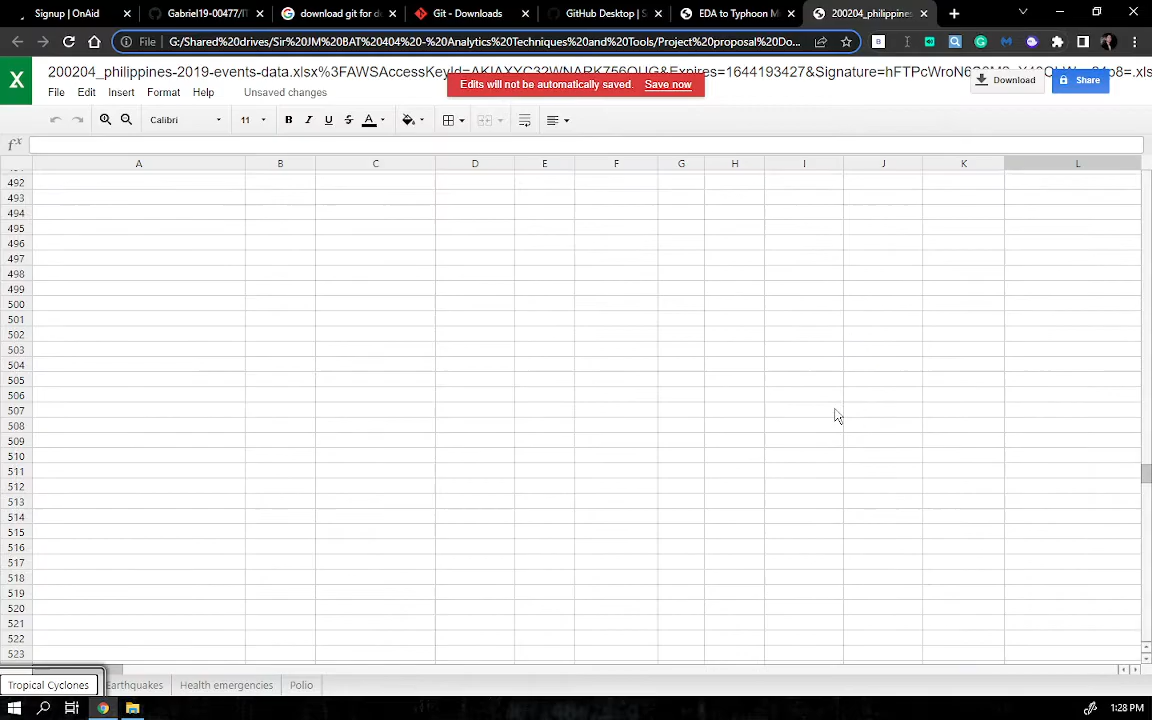 Signup | OnAid
Gabriel19-00477/I
download git for d
Git - Downloads
GitHub Desktop | S
EDA to Typhoon M
200204_philippines
File
G:/Shared%20drives/Sir%20JM%20BAT%20404%20-%20Analytics%20Techniques%20and%20Tools/Project%20proposal%20Do...
200204_philippines-2019-events-data.xlsx%3FAWSAccessKeyId=
Expires=1644193427&Signature=
Edits will not be automatically saved. Save now
Download
Share
File Edit Insert Format Help Unsaved changes
Calibri 11 B I U S A
fx
A B C D E F G H I J K L
492
493
494
495
496
497
498
499
500
501
502
503
504
505
506
507
508
509
510
511
512
513
514
515
516
517
518
519
520
521
522
523
Tropical Cyclones Earthquakes Health emergencies Polio
1:28 PM